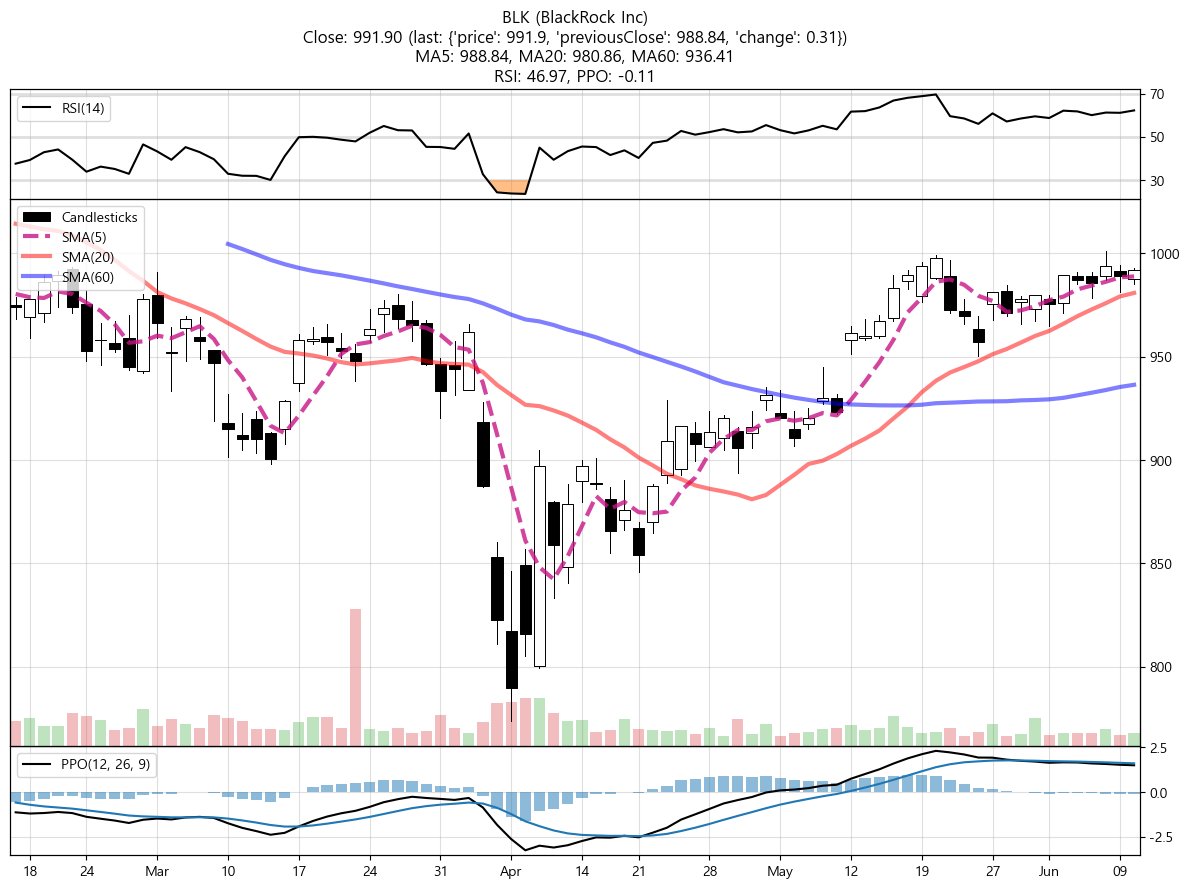 BLK (BlackRock Inc)
Close: 991.90 (last: {'price': 991.9, 'previousClose': 988.84, 'change': 0.31})
MA5: 988.84, MA20: 980.86, MA60: 936.41
RSI: 46.97, PPO: -0.11
RSI(14)
70
50
30
Candlesticks
SMA(5)
SMA(20)
SMA(60)
1000
950
900
850
800
PPO(12, 26, 9)
2.5
0.0
-2.5
18 24 Mar 10 17 24 31 Apr 14 21 28 May 12 19 27 Jun 09